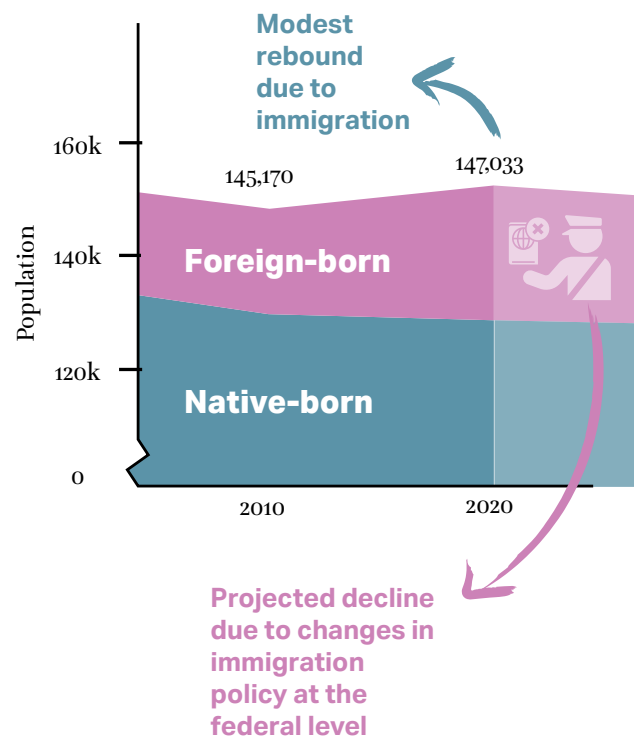 Modest
rebound
due to
immigration
160k
145,170
147,033
140k
Foreign-born
Population
120k
Native-born
0
2010
2020
Projected decline
due to changes in
immigration
policy at the
federal level